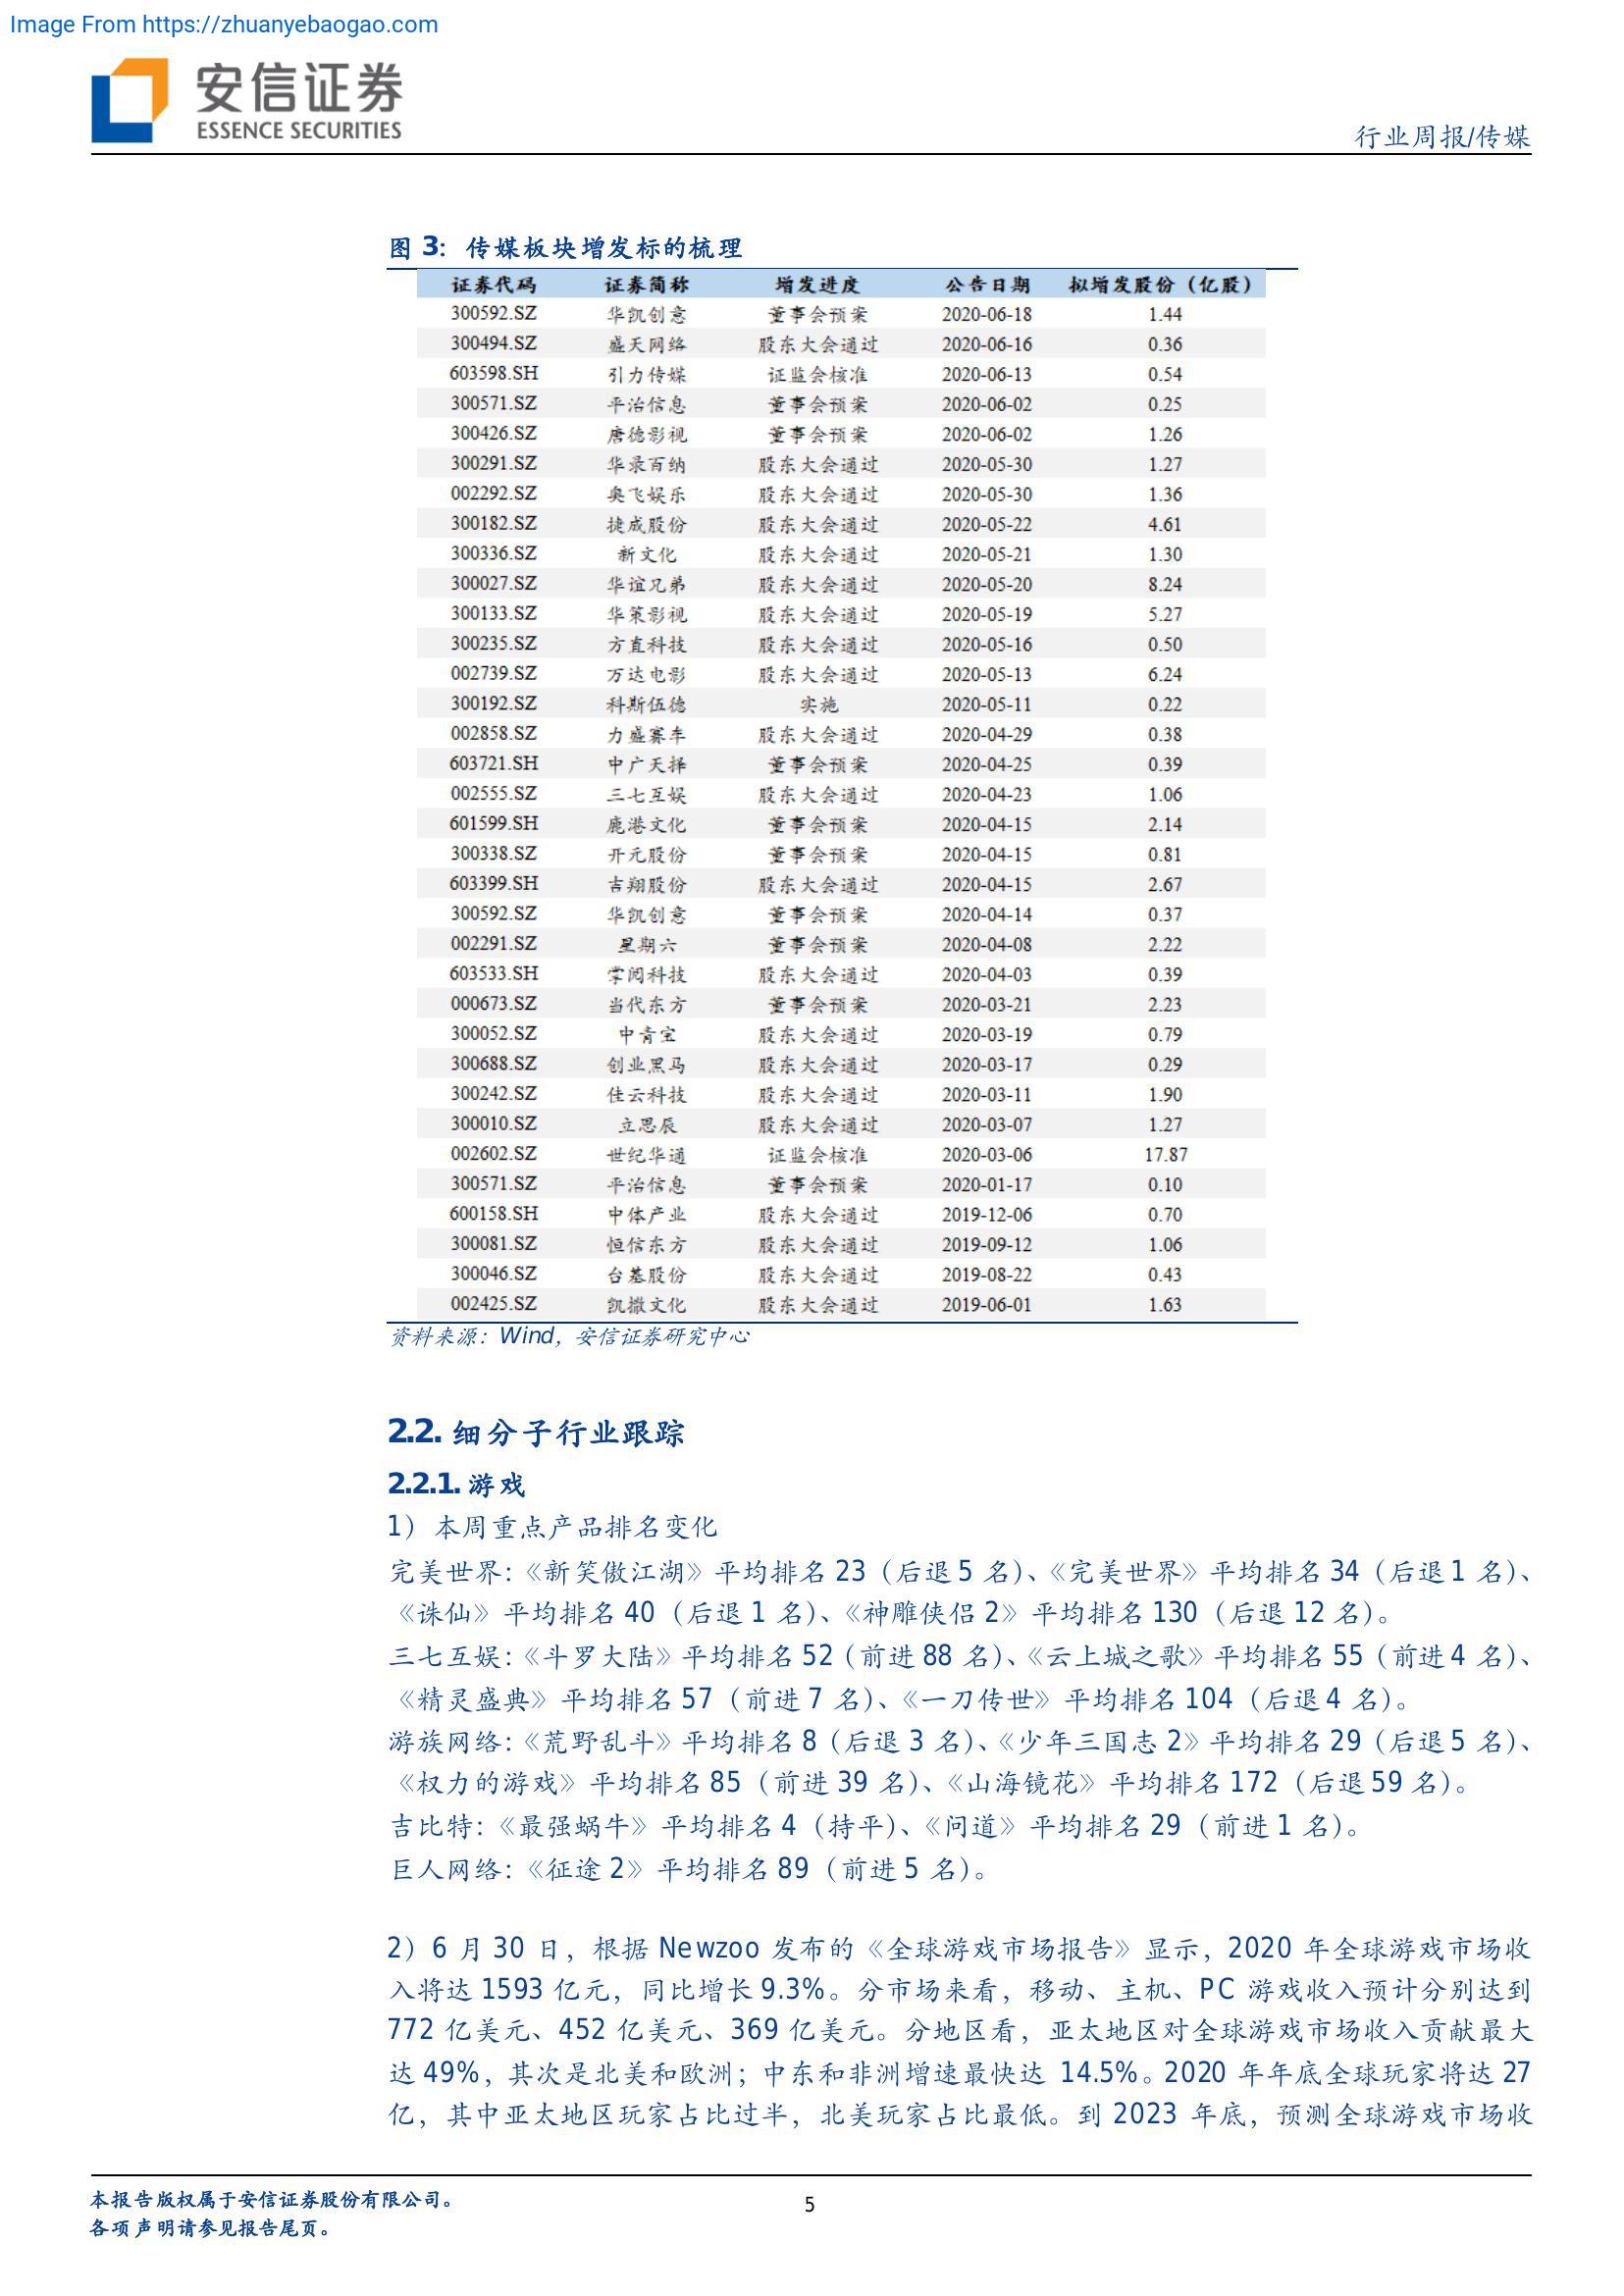 Image From https://zhuanyebaogao.com
安信证券
ESSENCE SECURITIES
行业周报/传媒
图 3：传媒板块增发标的梳理
证券代码 证券简称 增发进度 公告日期 拟增发股份（亿股）
300592.SZ 华凯创意 董事会预案 2020-06-18 1.44
300494.SZ 盛天网络 股东大会通过 2020-06-16 0.36
603598.SH 引力传媒 证监会核准 2020-06-13 0.54
300571.SZ 平治信息 董事会预案 2020-06-02 0.25
300426.SZ 唐德影视 董事会预案 2020-06-02 1.26
300291.SZ 华录百纳 股东大会通过 2020-05-30 1.27
002292.SZ 奥飞娱乐 股东大会通过 2020-05-30 1.36
300182.SZ 捷成股份 股东大会通过 2020-05-22 4.61
300336.SZ 新文化 股东大会通过 2020-05-21 1.30
300027.SZ 华谊兄弟 股东大会通过 2020-05-20 8.24
300133.SZ 华策影视 股东大会通过 2020-05-19 5.27
300235.SZ 方直科技 股东大会通过 2020-05-16 0.50
002739.SZ 万达电影 股东大会通过 2020-05-13 6.24
300192.SZ 科斯伍德 实施 2020-05-11 0.22
002858.SZ 力盛赛车 股东大会通过 2020-04-29 0.38
603721.SH 中广天择 董事会预案 2020-04-25 0.39
002555.SZ 三七互娱 股东大会通过 2020-04-23 1.06
601599.SH 鹿港文化 董事会预案 2020-04-15 2.14
300338.SZ 开元股份 董事会预案 2020-04-15 0.81
603399.SH 吉翔股份 股东大会通过 2020-04-15 2.67
300592.SZ 华凯创意 董事会预案 2020-04-14 0.37
002291.SZ 星期六 董事会预案 2020-04-08 2.22
603533.SH 掌阅科技 股东大会通过 2020-04-03 0.39
000673.SZ 当代东方 董事会预案 2020-03-21 2.23
300052.SZ 中青宝 股东大会通过 2020-03-19 0.79
300688.SZ 创业黑马 股东大会通过 2020-03-17 0.29
300242.SZ 佳云科技 股东大会通过 2020-03-11 1.90
300010.SZ 立思辰 股东大会通过 2020-03-07 1.27
002602.SZ 世纪华通 证监会核准 2020-03-06 17.87
300571.SZ 平治信息 董事会预案 2020-01-17 0.10
600158.SH 中体产业 股东大会通过 2019-12-06 0.70
300081.SZ 恒信东方 股东大会通过 2019-09-12 1.06
300046.SZ 台基股份 股东大会通过 2019-08-22 0.43
002425.SZ 凯撒文化 股东大会通过 2019-06-01 1.63
资料来源：Wind，安信证券研究中心
2.2. 细分子行业跟踪
2.2.1. 游戏
1） 本周重点产品排名变化
完美世界：《新笑傲江湖》平均排名 23（后退 5 名）、《完美世界》平均排名 34（后退 1 名）、
《诛仙》平均排名 40（后退 1 名）、《神雕侠侣 2》平均排名 130（后退 12 名）。
三七互娱：《斗罗大陆》平均排名 52（前进 88 名）、《云上城之歌》平均排名 55（前进 4 名）、
《精灵盛典》平均排名 57（前进 7 名）、《一刀传世》平均排名 104（后退 4 名）。
游族网络：《荒野乱斗》平均排名 8（后退 3 名）、《少年三国志 2》平均排名 29（后退 5 名）、
《权力的游戏》平均排名 85（前进 39 名）、《山海镜花》平均排名 172（后退 59 名）。
吉比特：《最强蜗牛》平均排名 4（持平）、《问道》平均排名 29（前进 1 名）。
巨人网络：《征途 2》平均排名 89（前进 5 名）。
2）6 月 30 日，根据 Newzoo 发布的《全球游戏市场报告》显示，2020 年全球游戏市场收
入将达 1593 亿元，同比增长 9.3%。分市场来看，移动、主机、PC 游戏收入预计分别达到
772 亿美元、452 亿美元、369 亿美元。分地区看，亚太地区对全球游戏市场收入贡献最大
达 49%，其次是北美和欧洲；中东和非洲增速最快达 14.5%。2020 年年底全球玩家将达 27
亿，其中亚太地区玩家占比过半，北美玩家占比最低。到 2023 年底，预测全球游戏市场收
本报告版权属于安信证券股份有限公司。
5
各项声明请参见报告尾页。